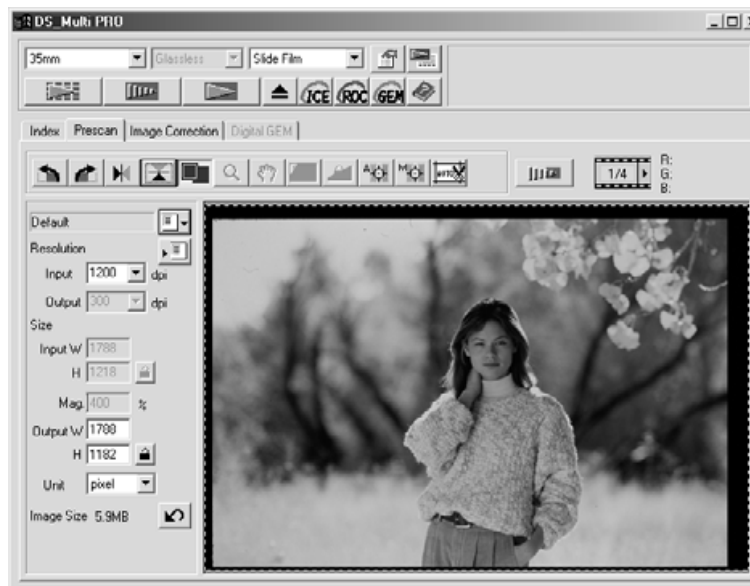 DS_Multi PRO
35mm Glassless Slide Film
ICE ROC GEM
Index Prescan Image Correction Digital GEM
A M AUTO 1/4 R:
G:
B:
Default
Resolution
Input 1200 dpi
Output 300 dpi
Size
Input W 1788
H 1218
Mag. 400 %
Output W 1788
H 1182
Unit pixel
Image Size 5.9MB